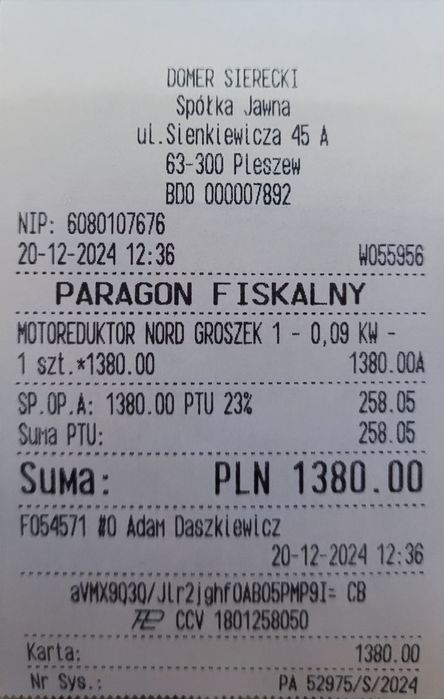 DOMER SIERECKI
Spółka Jawna
ul.Sienkiewicza 45 A
63-300 Pleszew
BDO 000007892
NIP: 6080107676
20-12-2024 12:36 W055956
PARAGON FISKALNY
MOTOREDUKTOR NORD GROSZEK 1 - 0,09 KW -
1 szt.*1380.00 1380.00A
SP.OP.A: 1380.00 PTU 23% 258.05
Suma PTU: 258.05
Suma: PLN 1380.00
F054571 #0 Adam Daszkiewicz
20-12-2024 12:36
aVMX9Q3Q/Jlr2jghfOABO5PMP9I= CB
CCV 1801258050
Karta: 1380.00
Nr Sys.: PA 52975/S/2024